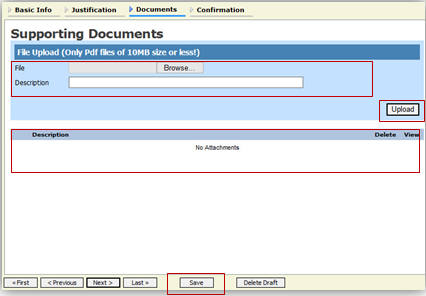 Basic Info Justification Documents Confirmation
Supporting Documents
File Upload (Only Pdf files of 10MB size or less!)
File Browse...
Description
Upload
Description Delete View
No Attachments
< First < Previous Next > Last » Save Delete Draft